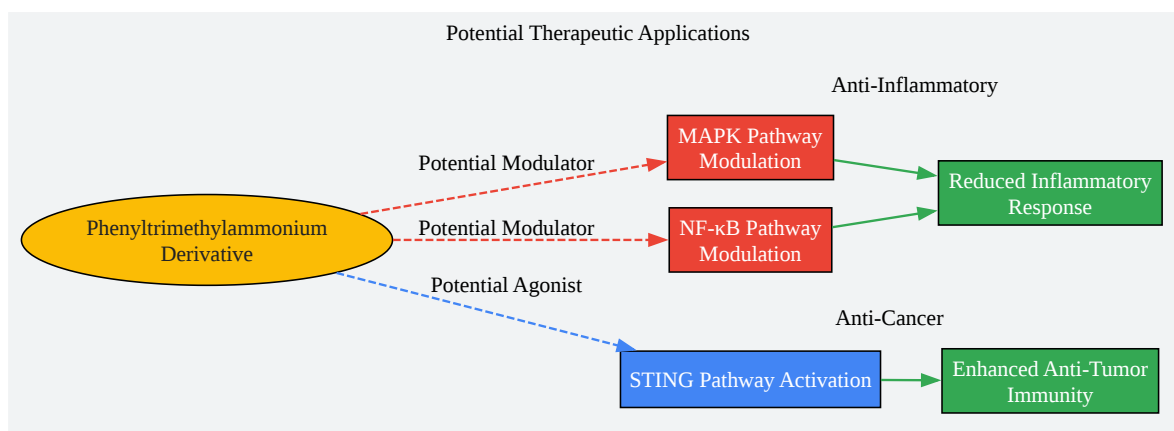 Potential Therapeutic Applications
Anti-Inflammatory
MAPK Pathway
Modulation
Potential Modulator
Reduced Inflammatory
Response
Phenyltrimethylammonium
Derivative
Potential Modulator
NF-κB Pathway
Modulation
Potential Agonist
Anti-Cancer
STING Pathway Activation
Enhanced Anti-Tumor
Immunity